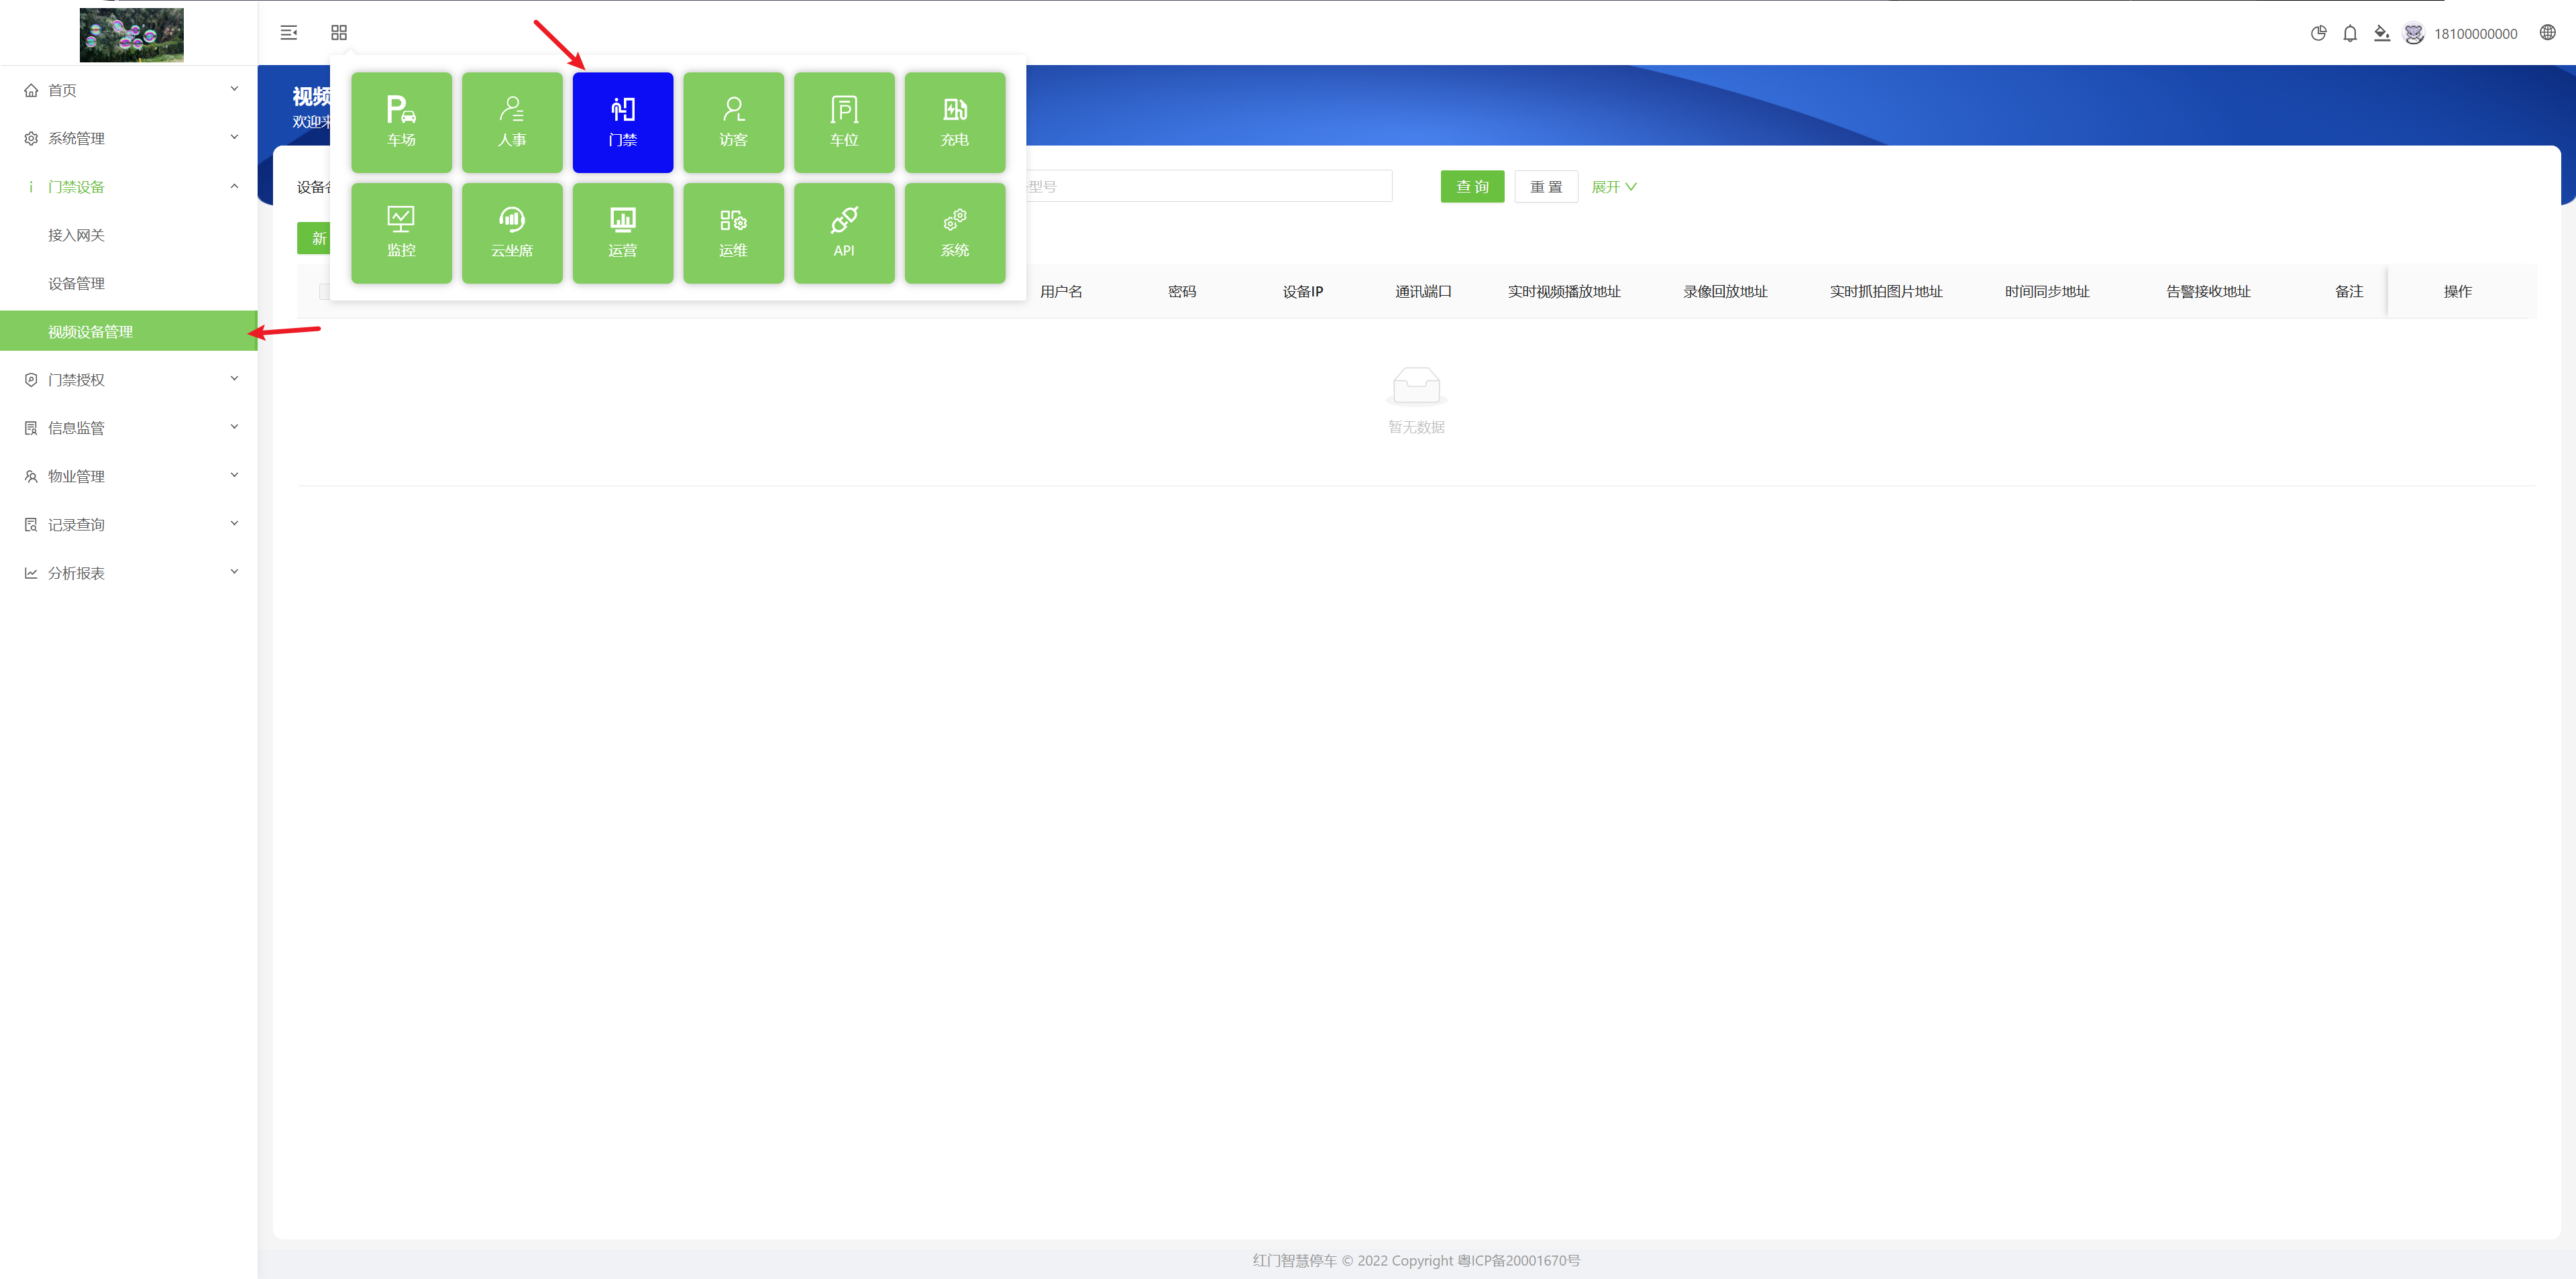 18100000000
首页
系统管理
门禁设备
接入网关
设备管理
视频设备管理
门禁授权
信息监管
物业管理
记录查询
分析报表
车场 人事 门禁 访客 车位 充电
监控 云坐席 运营 运维 API 系统
视频
欢迎
设备
型号 查询 重置 展开
新
用户名 密码 设备IP 通讯端口 实时视频播放地址 录像回放地址 实时抓拍图片地址 时间同步地址 告警接收地址 备注 操作
暂无数据
红门智慧停车 © 2022 Copyright 粤ICP备20001670号